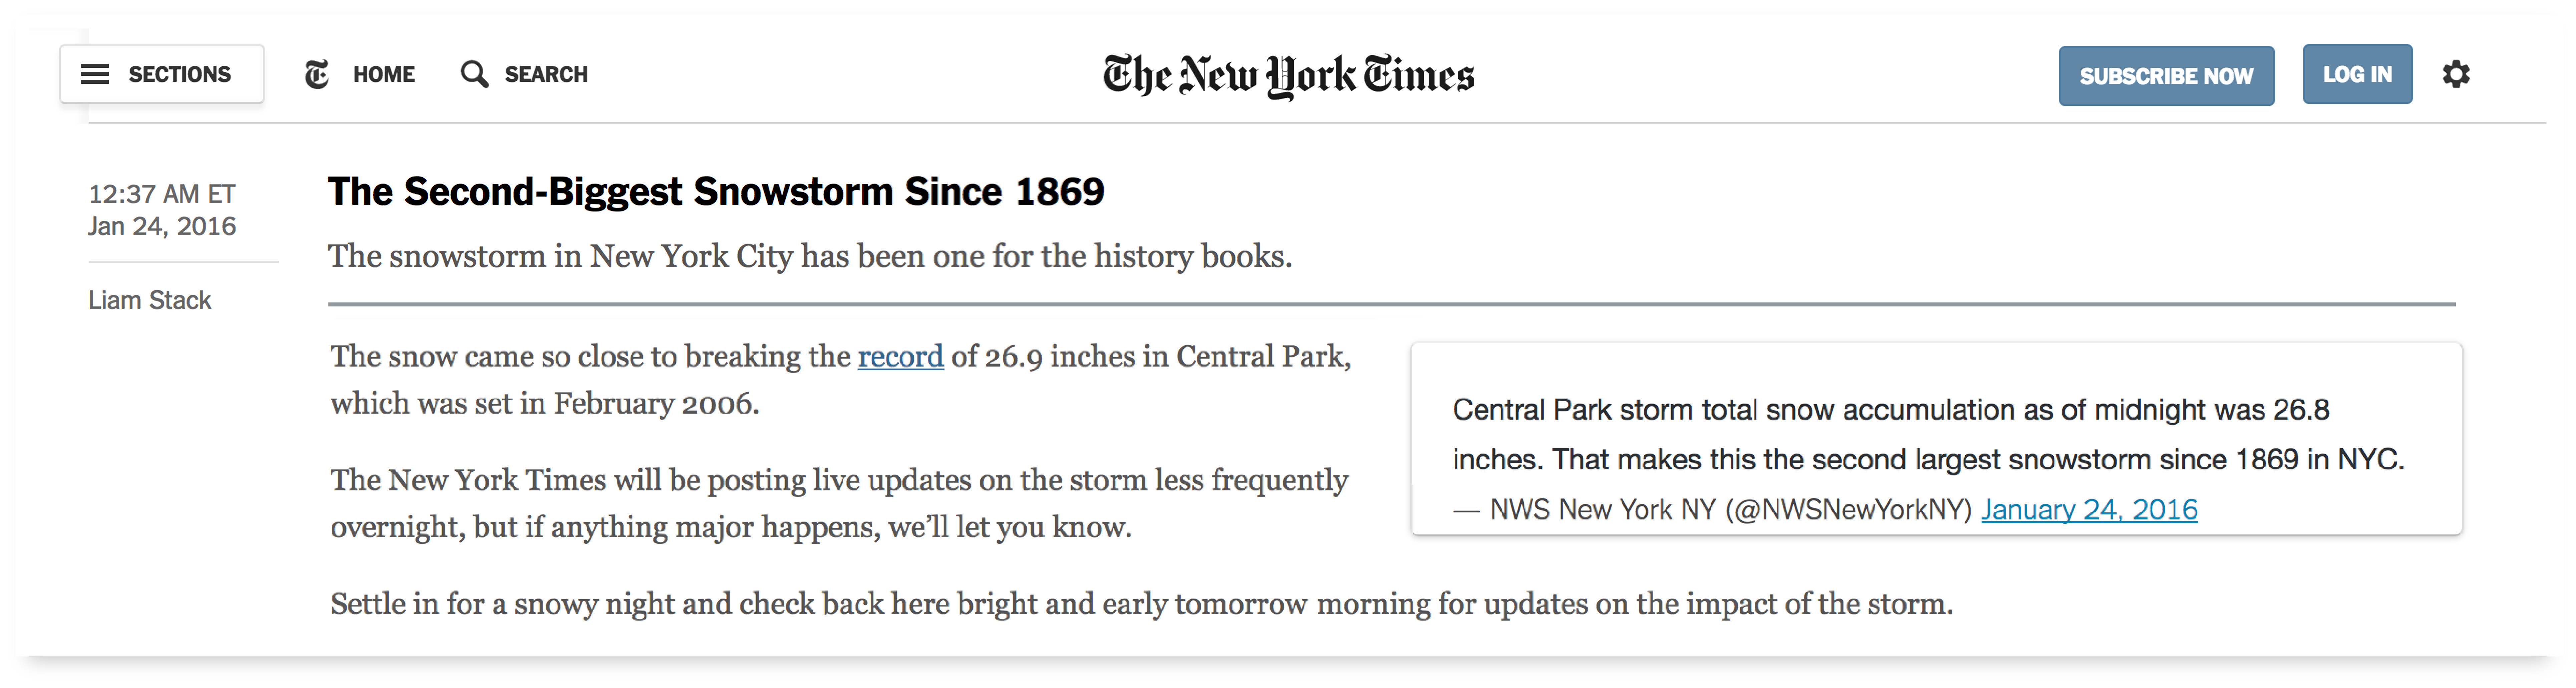 SECTIONS HOME SEARCH The New York Times SUBSCRIBE NOW LOG IN
12:37 AM ET
Jan 24, 2016
Liam Stack
The Second-Biggest Snowstorm Since 1869
The snowstorm in New York City has been one for the history books.
The snow came so close to breaking the record of 26.9 inches in Central Park,
which was set in February 2006.
The New York Times will be posting live updates on the storm less frequently
overnight, but if anything major happens, we’ll let you know.
Central Park storm total snow accumulation as of midnight was 26.8
inches. That makes this the second largest snowstorm since 1869 in NYC.
— NWS New York NY (@NWSNewYorkNY) January 24, 2016
Settle in for a snowy night and check back here bright and early tomorrow morning for updates on the impact of the storm.